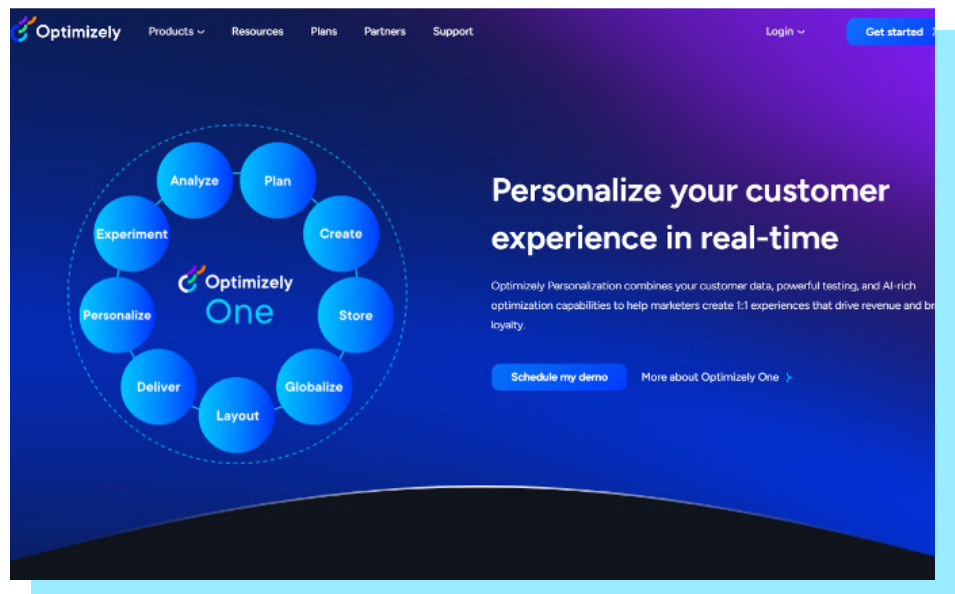 Optimizely Products Resources Plans Partners Support Login Get started
Analyze
Plan
Experiment
Create
Optimizely
One
Personalize
Store
Deliver
Globalize
Layout
Personalize your customer
experience in real-time
Optimizely Personalization combines your customer data, powerful testing, and AI-rich
optimization capabilities to help marketers create 1:1 experiences that drive revenue and
loyalty.
Schedule my demo More about Optimizely One